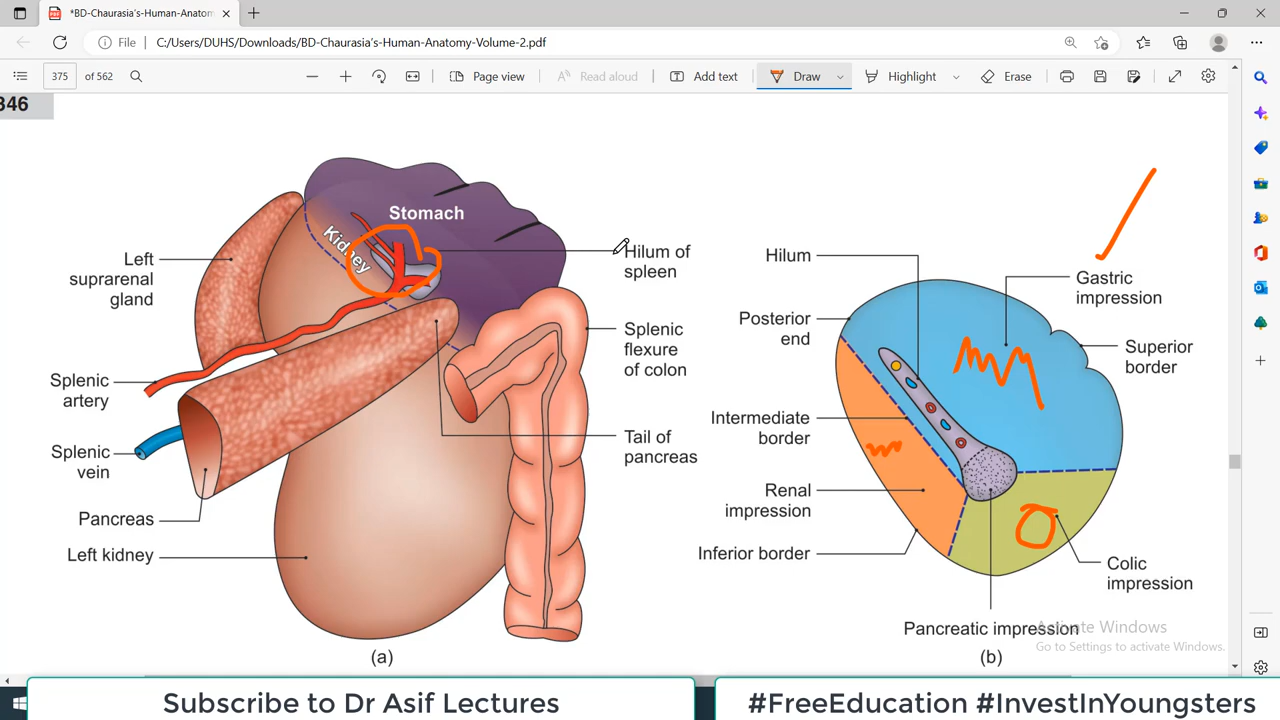 *BD-Chaurasia's-Human-Anatom
File
C:/Users/DUHS/Downloads/BD-Chaurasia's-Human-Anatomy-Volume-2.pdf
375
of 562
Page view
Read aloud
Add text
Draw
Highlight
Erase
346
Stomach
Kidney
Left
suprarenal
gland
Splenic
artery
Splenic
vein
Pancreas
Left kidney
Hilum of
spleen
Splenic
flexure
of colon
Tail of
pancreas
(a)
Hilum
Posterior
end
Intermediate
border
Renal
impression
Inferior border
Gastric
impression
Superior
border
Colic
impression
Pancreatic impression
(b)
Activate Windows
Go to Settings to activate Windows.
Subscribe to Dr Asif Lectures
#FreeEducation #InvestInYoungsters